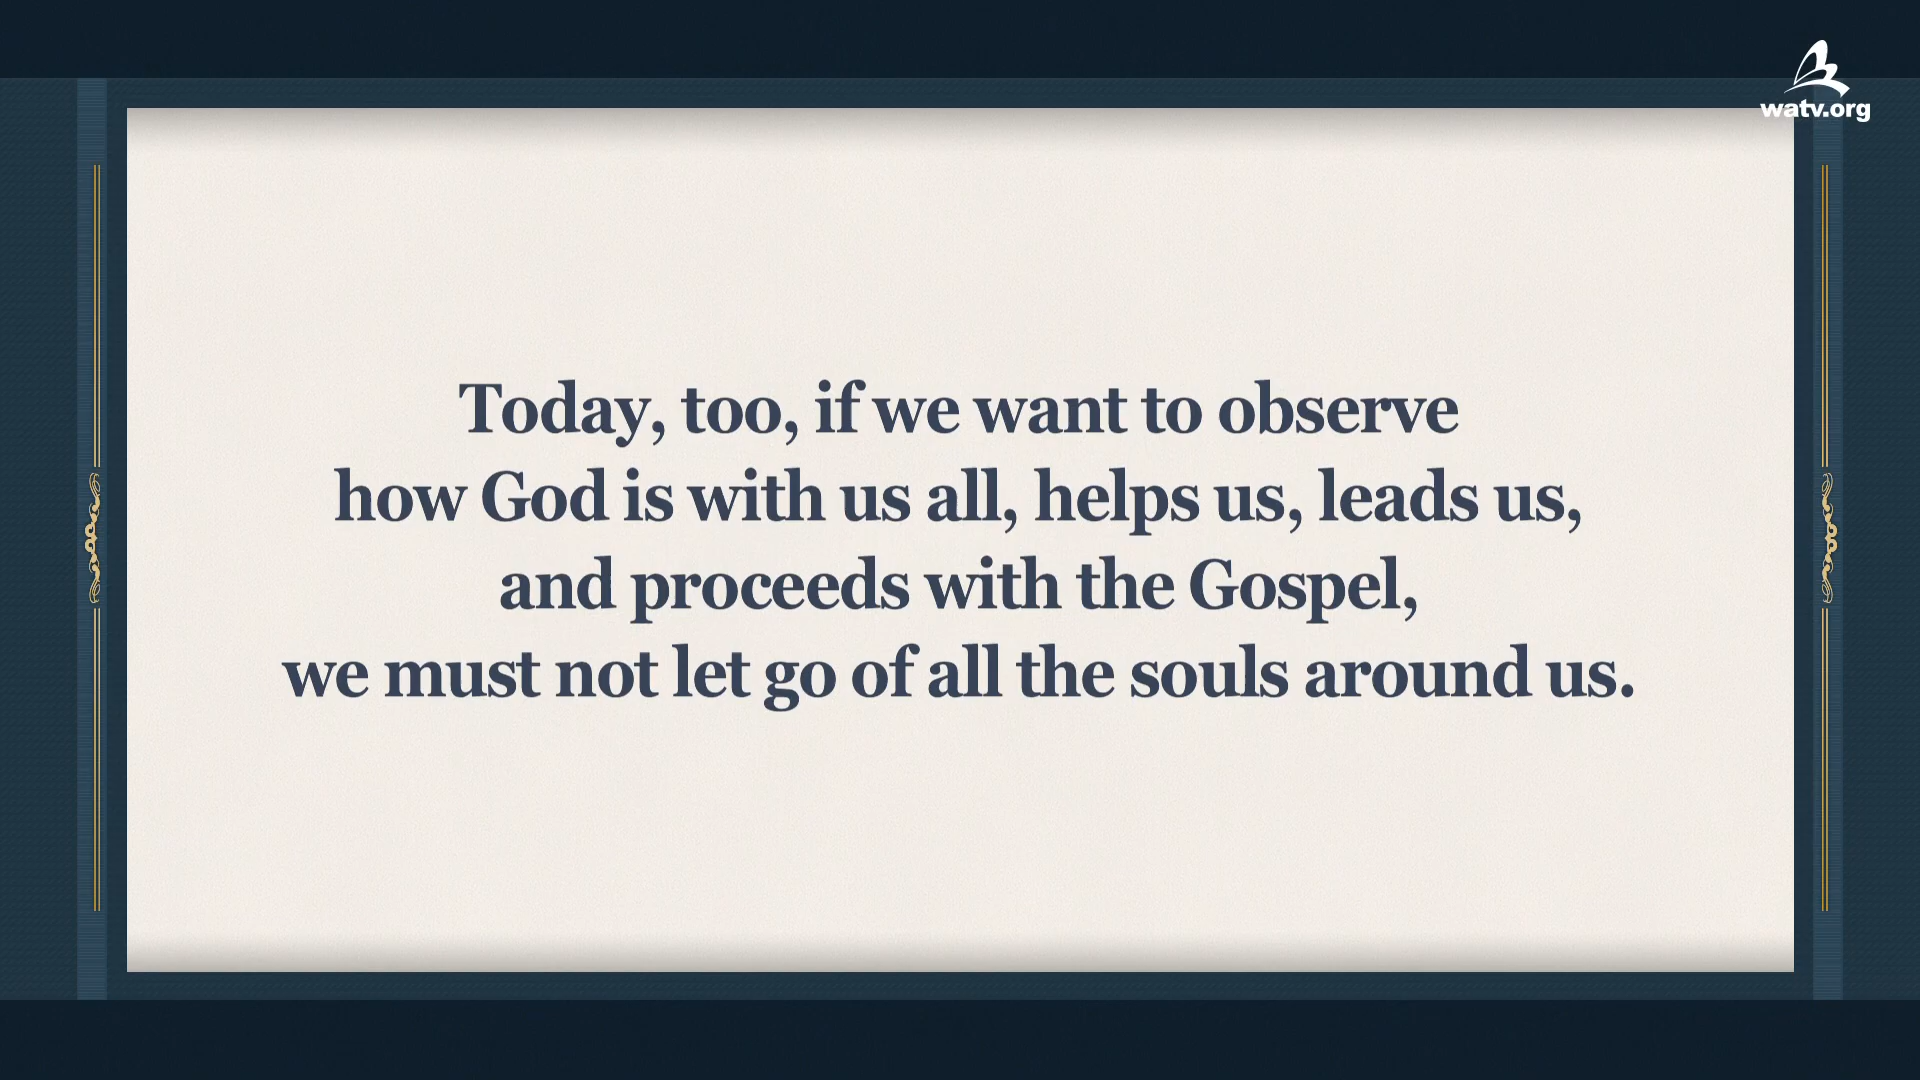 watv.org
Today, too, if we want to observe
how God is with us all, helps us, leads us,
and proceeds with the Gospel,
we must not let go of all the souls around us.